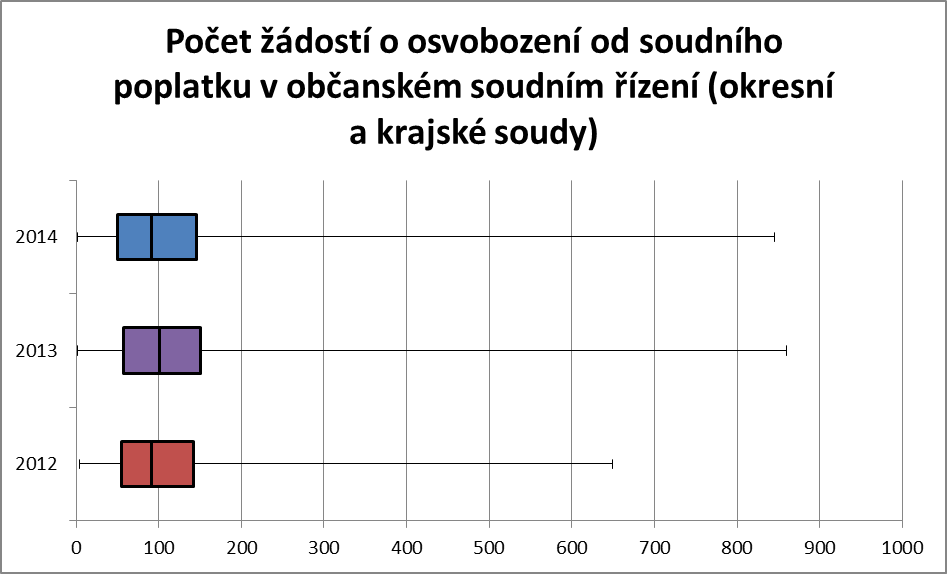 Počet žádostí o osvobození od soudního
poplatku v občanském soudním řízení (okresní
a krajské soudy)
2014
2013
2012
0 100 200 300 400 500 600 700 800 900 1000